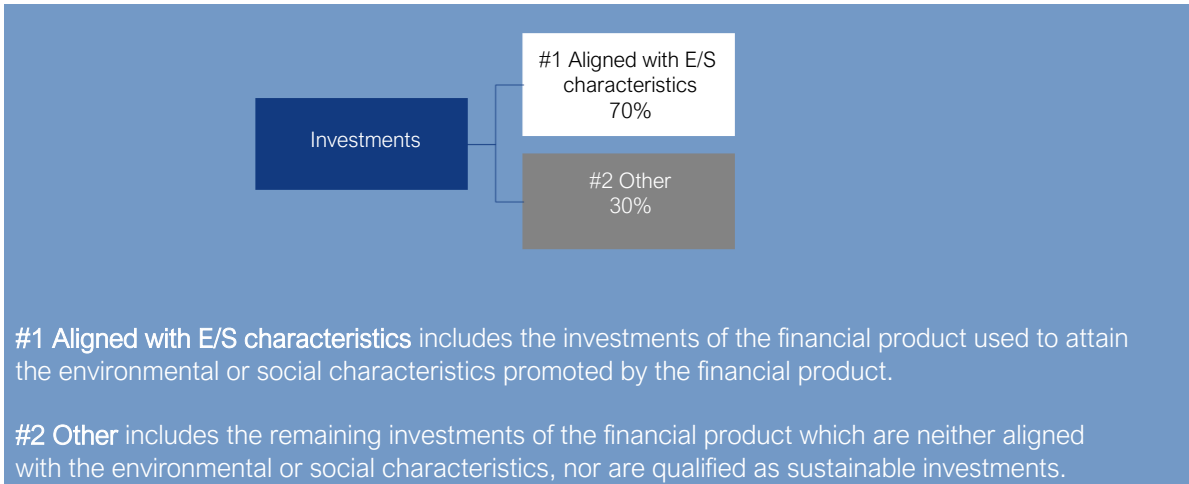 #1 Aligned with E/S
characteristics
70%
Investments
#2 Other
30%
#1 Aligned with E/S characteristics includes the investments of the financial product used to attain
the environmental or social characteristics promoted by the financial product.
#2 Other includes the remaining investments of the financial product which are neither aligned
with the environmental or social characteristics, nor are qualified as sustainable investments.